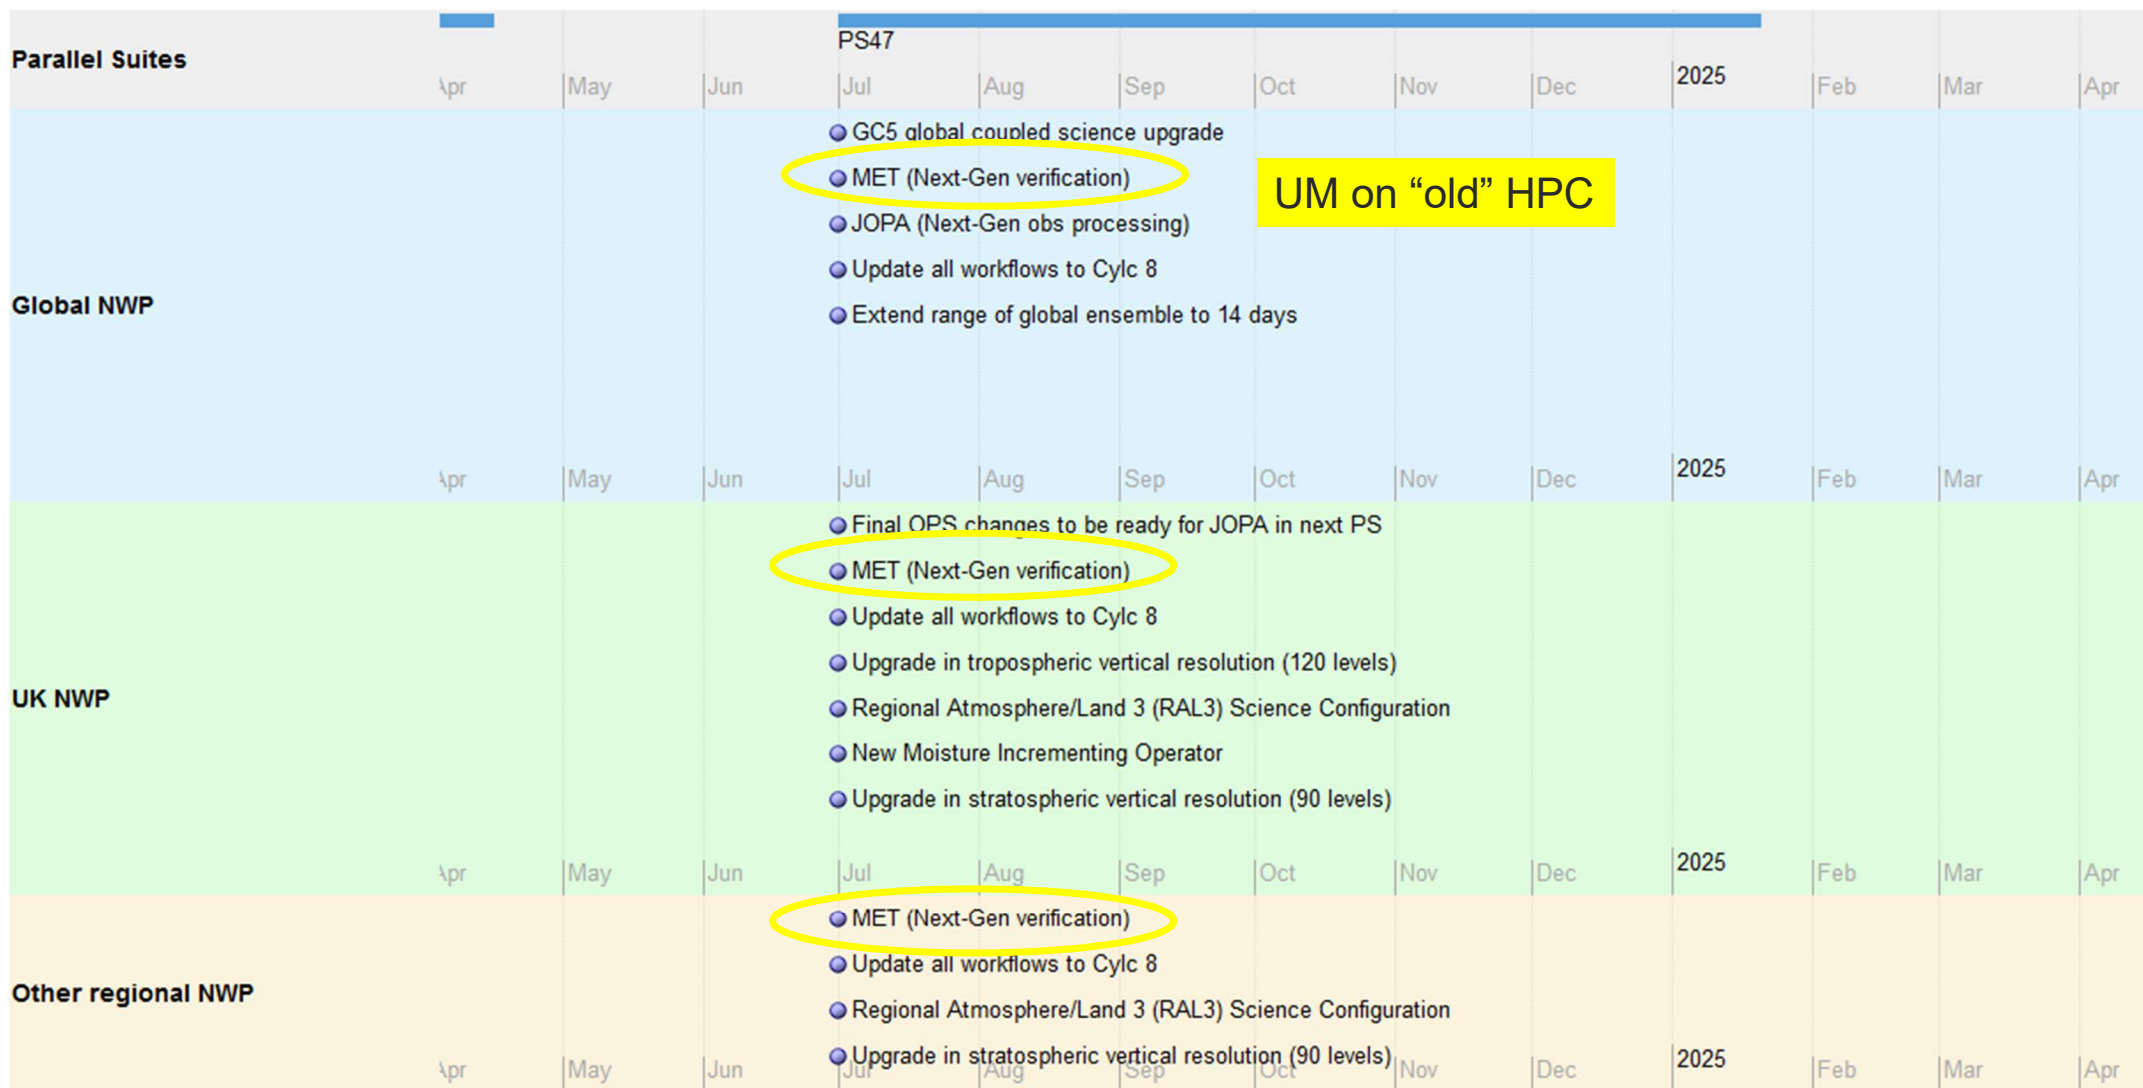 PS47
Parallel Suites
Apr May Jun Jul Aug Sep Oct Nov Dec 2025 Feb Mar Apr
GC5 global coupled science upgrade
MET (Next-Gen verification)
UM on “old” HPC
JOPA (Next-Gen obs processing)
Update all workflows to Cylc 8
Global NWP
Extend range of global ensemble to 14 days
Apr May Jun Jul Aug Sep Oct Nov Dec 2025 Feb Mar Apr
Final OPS changes to be ready for JOPA in next PS
MET (Next-Gen verification)
Update all workflows to Cylc 8
Upgrade in tropospheric vertical resolution (120 levels)
UK NWP
Regional Atmosphere/Land 3 (RAL3) Science Configuration
New Moisture Incrementing Operator
Upgrade in stratospheric vertical resolution (90 levels)
Apr May Jun Jul Aug Sep Oct Nov Dec 2025 Feb Mar Apr
MET (Next-Gen verification)
Update all workflows to Cylc 8
Other regional NWP
Regional Atmosphere/Land 3 (RAL3) Science Configuration
Upgrade in stratospheric vertical resolution (90 levels)
Apr May Jun Jul Aug Sep Oct Nov Dec 2025 Feb Mar Apr